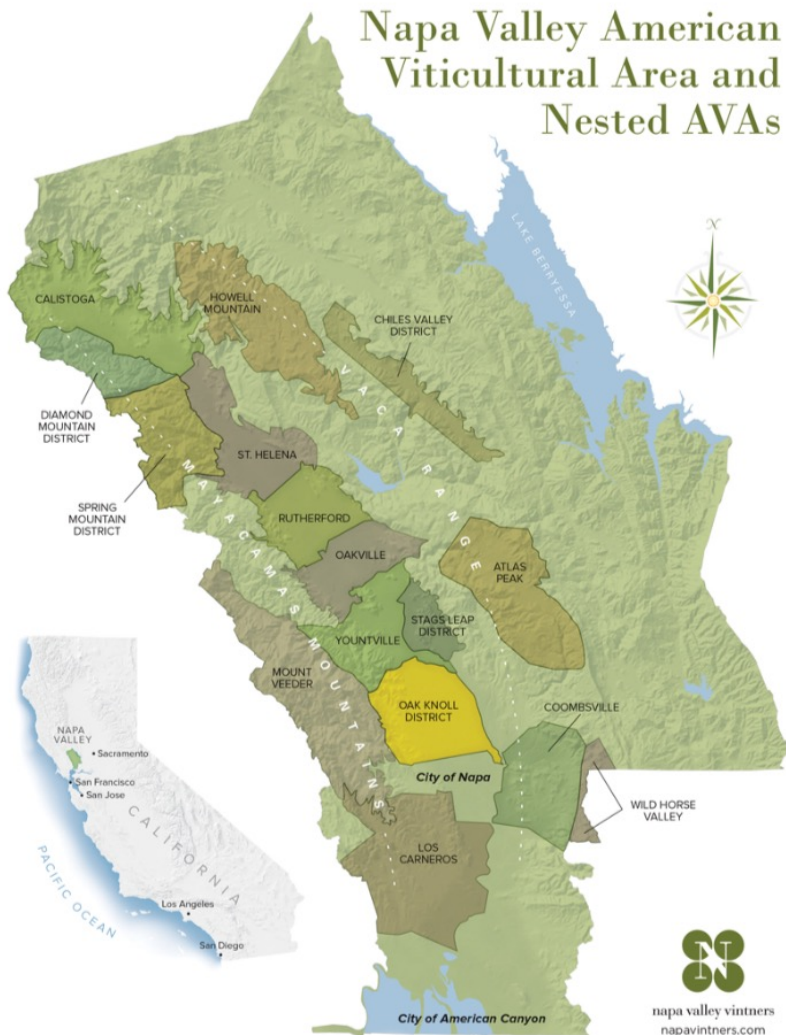 Napa Valley American
Viticultural Area and
Nested AVAs
N
LAKE BERRYESSA
CALISTOGA
HOWELL
MOUNTAIN
CHILES VALLEY
DISTRICT
DIAMOND
MOUNTAIN
DISTRICT
VACA RANGE
ST. HELENA
SPRING
MOUNTAIN
DISTRICT
MAYACAMAS MOUNTAINS
RUTHERFORD
OAKVILLE
ATLAS
PEAK
STAGS LEAP
DISTRICT
YOUNTVILLE
MOUNT
VEEDER
OAK KNOLL
DISTRICT
COOMBSVILLE
City of Napa
WILD HORSE
VALLEY
LOS
CARNEROS
City of American Canyon
NAPA
VALLEY
Sacramento
San Francisco
San Jose
CALIFORNIA
PACIFIC OCEAN
Los Angeles
San Diego
N
napa valley vintners
napavintners.com